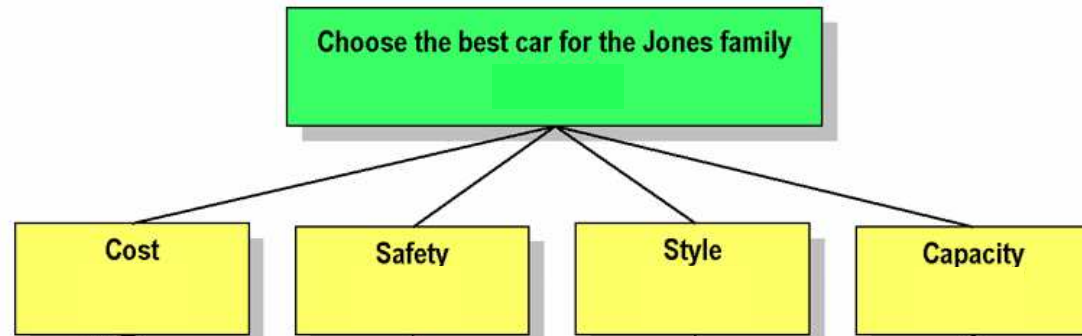 Choose the best car for the Jones family
Cost
Safety
Style
Capacity